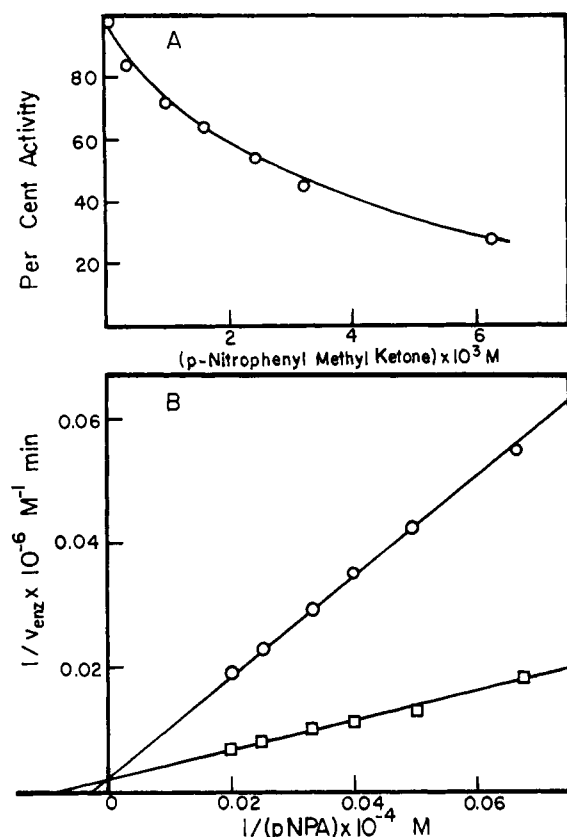 A
Per Cent Activity
80
60
40
20
2
4
6
(p-Nitrophenyl Methyl Ketone) x 10³ M
B
1/v_enz x 10⁻⁶ M⁻¹ min
0.06
0.04
0.02
0
0.02
0.04
0.06
1/(pNPA) x 10⁻⁴ M